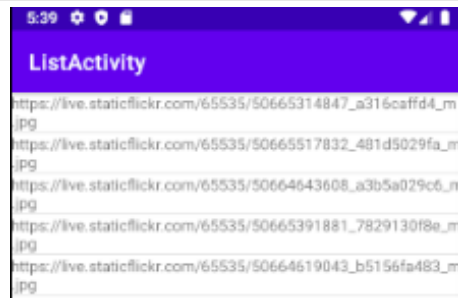 5:39
ListActivity
https://live.staticflickr.com/65535/50665314847_a316caffd4_m
.jpg
https://live.staticflickr.com/65535/50665517832_481d5029fa_m
.jpg
https://live.staticflickr.com/65535/50664643608_a3b5a029c6_m
.jpg
https://live.staticflickr.com/65535/50665391881_7829130f8e_m
.jpg
https://live.staticflickr.com/65535/50664619043_b5156fa483_m
.jpg